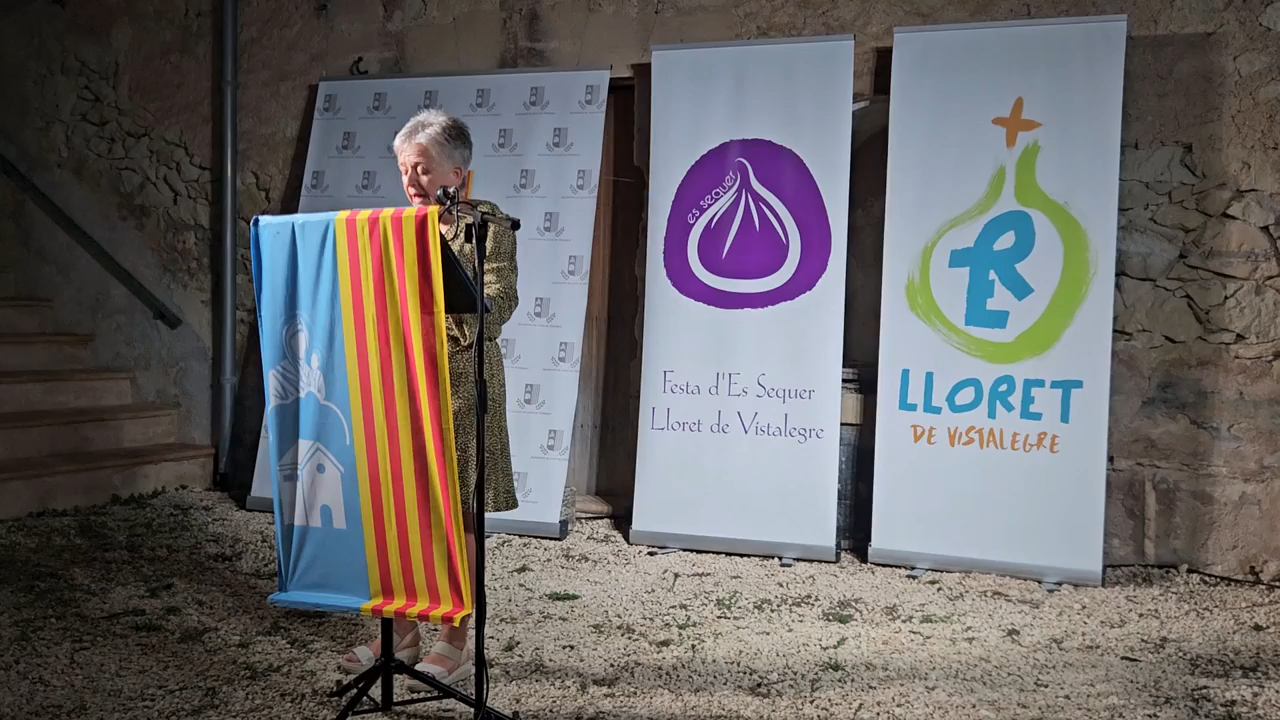 es sequer
Festa d'Es Sequer
Lloret de Vistalegre
LLORET
DE VISTALEGRE